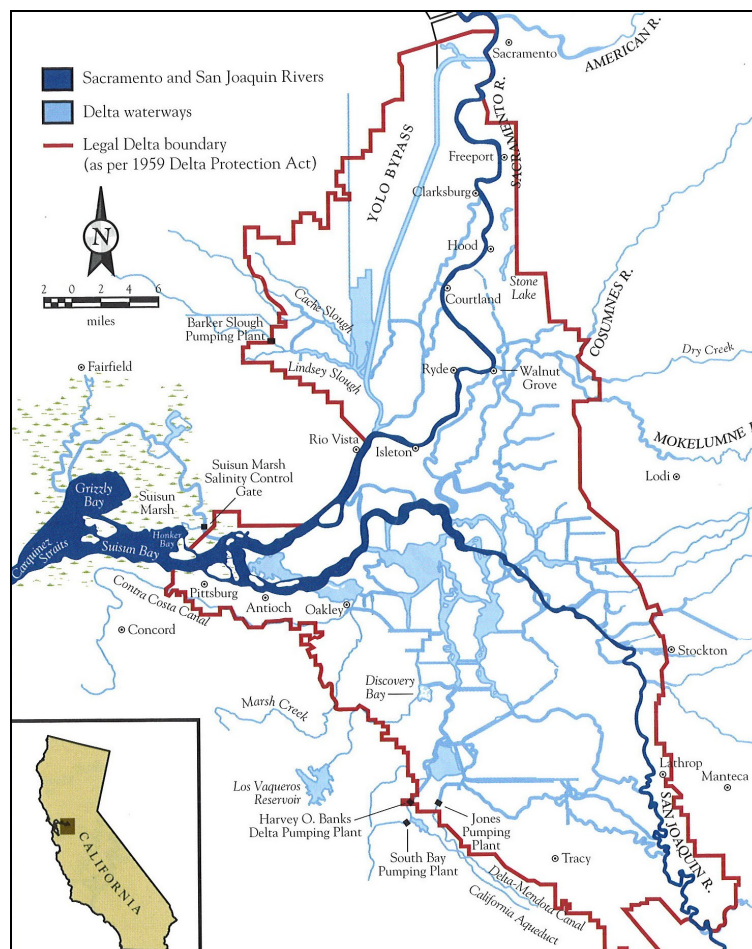 Sacramento and San Joaquin Rivers
Delta waterways
Legal Delta boundary
(as per 1959 Delta Protection Act)
N
2 0 2 4 6
miles
Sacramento
AMERICAN R.
SACRAMENTO R.
YOLO BYPASS
Freeport
Clarksburg
Hood
Stone
Lake
Courtland
COSUMNES R.
Cache Slough
Barker Slough
Pumping Plant
Lindsey Slough
Dry Creek
Fairfield
Ryde
Walnut
Grove
MOKELUMNE R
Rio Vista
Isleton
Lodi
Suisun Marsh
Salinity Control
Gate
Suisun
Marsh
Grizzly
Bay
Honker
Bay
Suisun Bay
Carquinez
Straits
Pittsburg
Antioch
Oakley
Contra Costa Canal
Concord
Stockton
Discovery
Bay
Marsh Creek
Los Vaqueros
Reservoir
Lathrop
Manteca
SAN JOAQUIN R.
Harvey O. Banks
Delta Pumping Plant
Jones
Pumping
Plant
South Bay
Pumping Plant
Tracy
Delta-Mendota Canal
California Aqueduct
CALIFORNIA